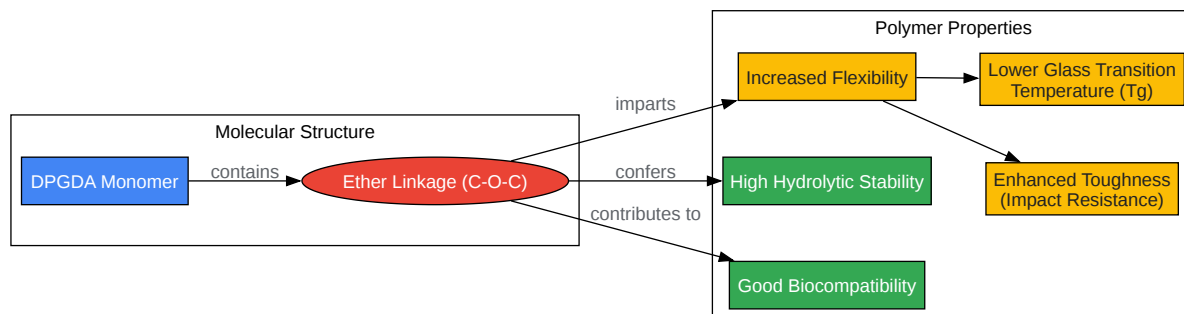 Polymer Properties
Increased Flexibility
Lower Glass Transition
Temperature (Tg)
imparts
Molecular Structure
DPGDA Monomer
contains
Ether Linkage (C-O-C)
confers
High Hydrolytic Stability
Enhanced Toughness
(Impact Resistance)
contributes to
Good Biocompatibility